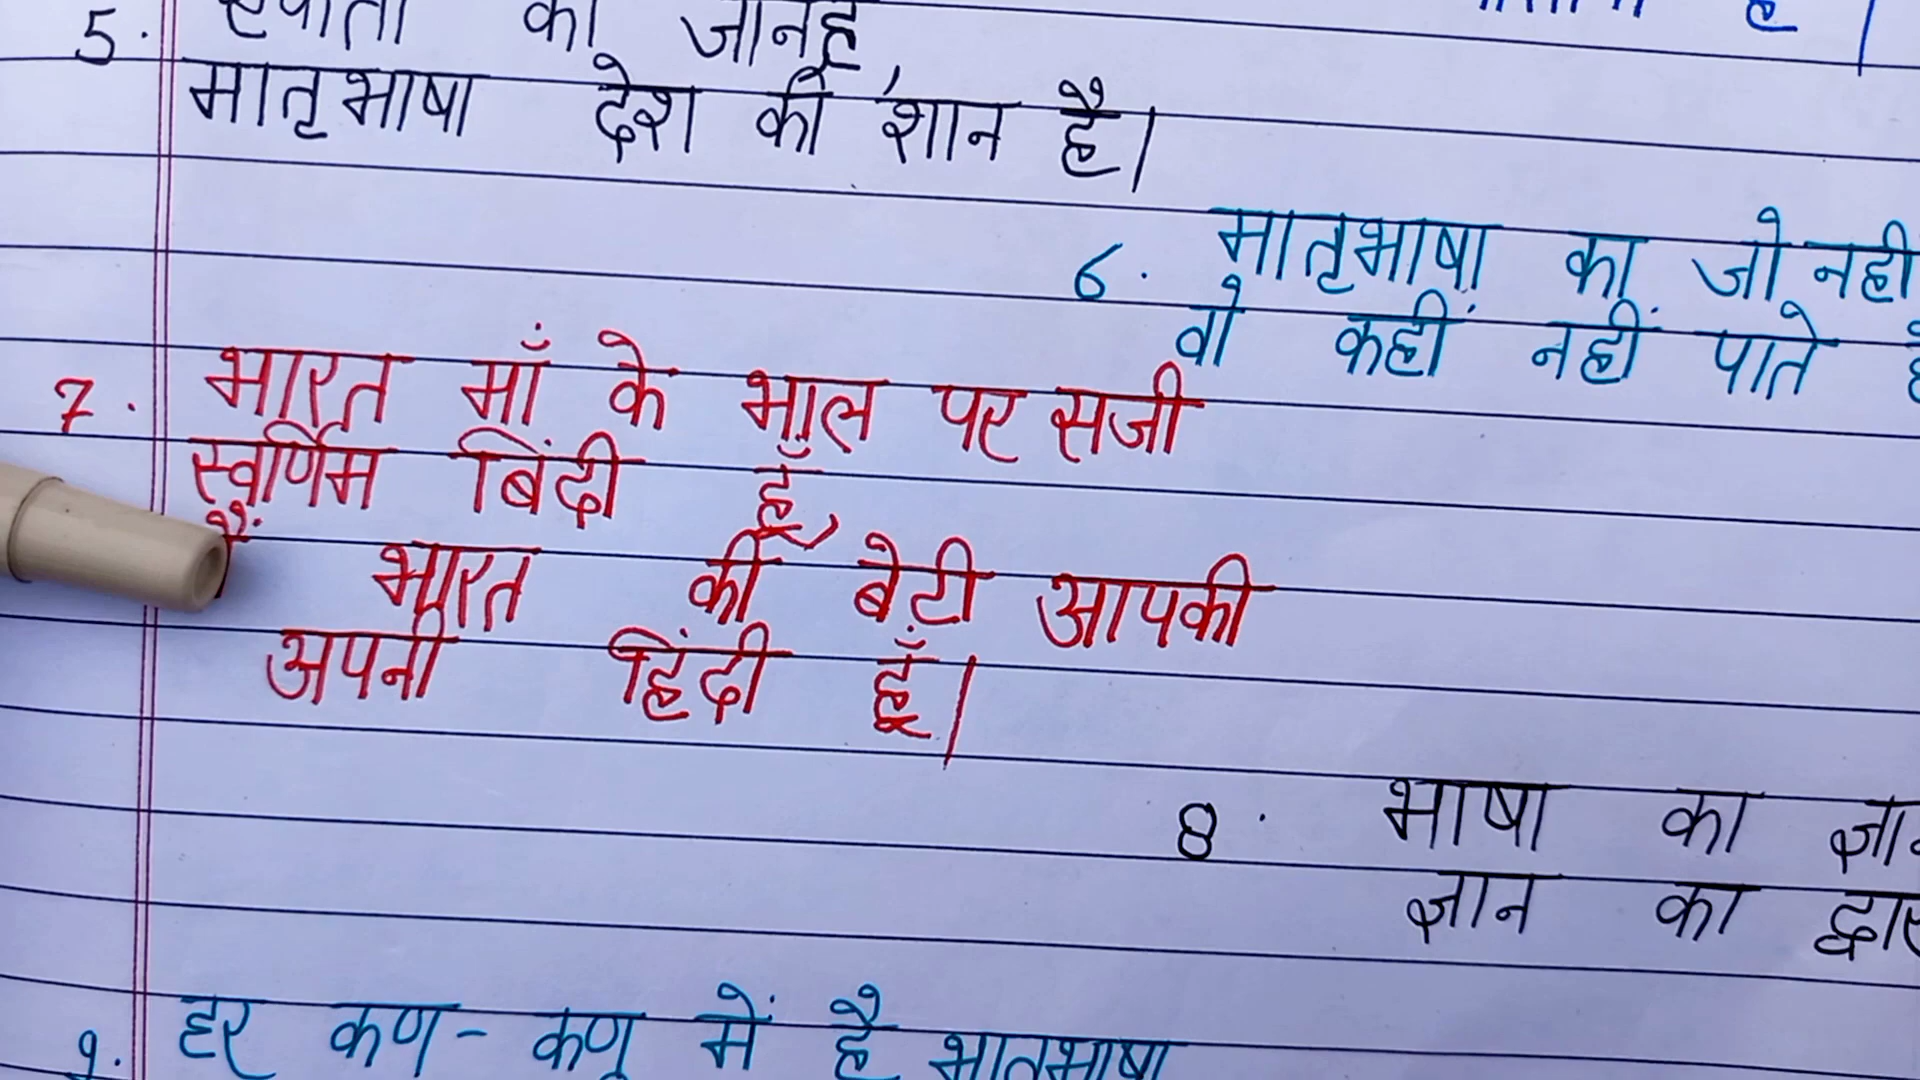 5. एकता की जान है,
मातृभाषा देश की शान है।
6. मातृभाषा का जो नही
वो कहीं नहीं पाते
7. भारत माँ के भाल पर सजी
स्वर्णिम बिंदी हूँ,
मैं भारत की बेटी आपकी
अपनी हिंदी हूँ।
8. भाषा का
ज्ञान का
9. हर कण-कण में है मातृभाषा